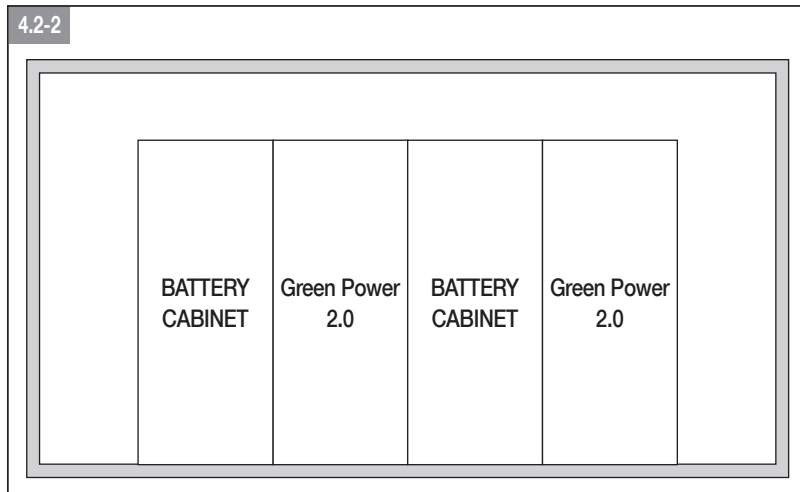 4.2-2
BATTERY
CABINET
Green Power
2.0
BATTERY
CABINET
Green Power
2.0